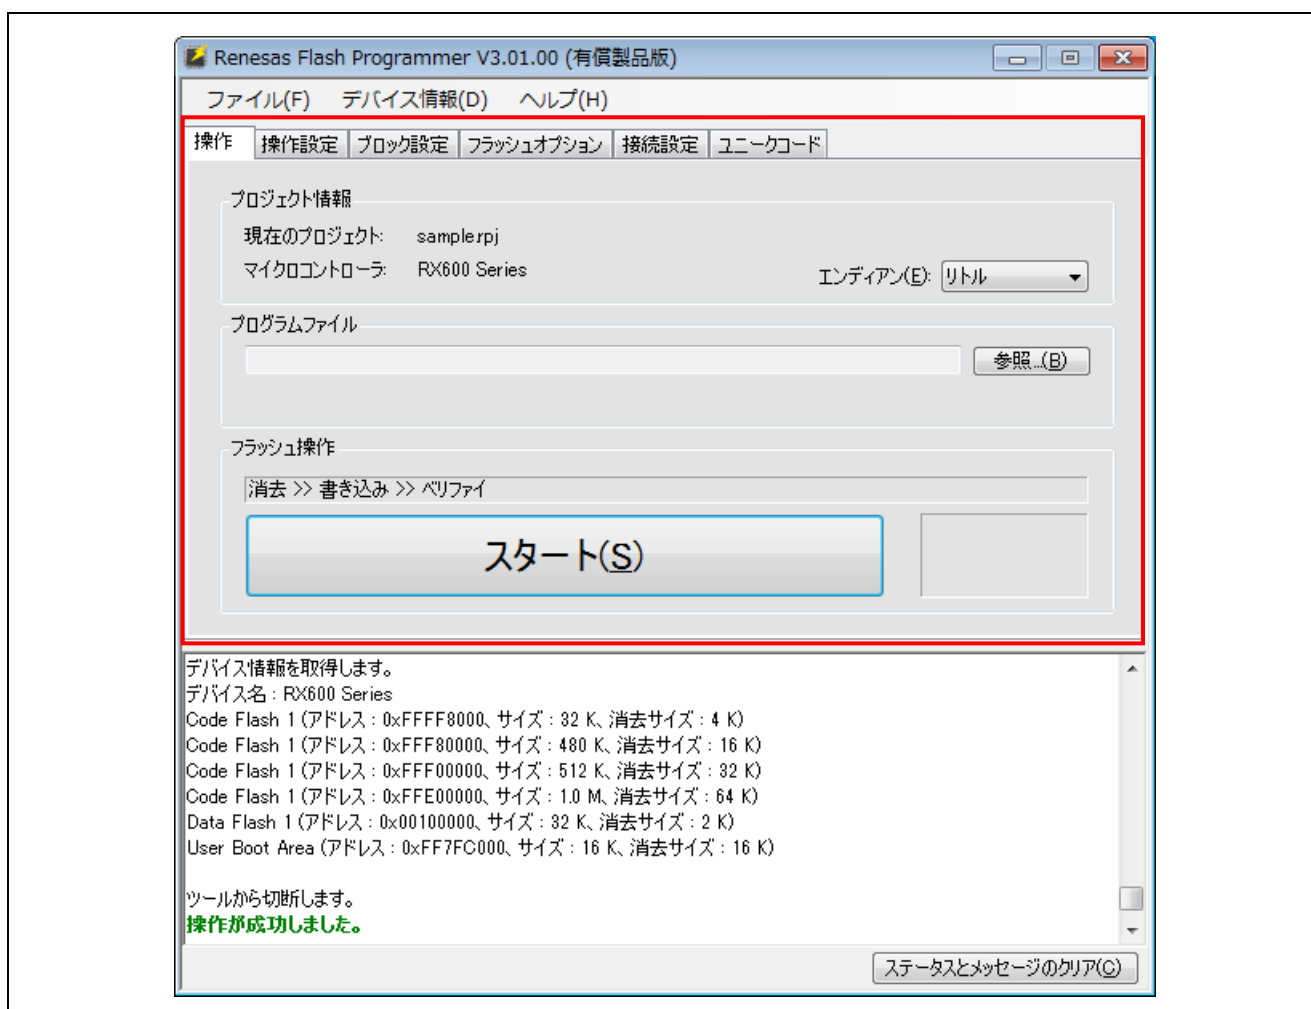 Renesas Flash Programmer V3.01.00 (有償製品版)
ファイル(F) デバイス情報(D) ヘルプ(H)
操作 操作設定 ブロック設定 フラッシュオプション 接続設定 ユニークコード
プロジェクト情報
現在のプロジェクト: sample.rpj
マイクロコントローラ: RX600 Series
エンディアン(E): リトル
プログラムファイル
参照...(B)
フラッシュ操作
消去 >> 書き込み >> ベリファイ
スタート(S)
デバイス情報を取得します。
デバイス名 : RX600 Series
Code Flash 1 (アドレス : 0xFFFF8000、サイズ : 32 K、消去サイズ : 4 K)
Code Flash 1 (アドレス : 0xFFF80000、サイズ : 480 K、消去サイズ : 16 K)
Code Flash 1 (アドレス : 0xFFF00000、サイズ : 512 K、消去サイズ : 32 K)
Code Flash 1 (アドレス : 0xFFE00000、サイズ : 1.0 M、消去サイズ : 64 K)
Data Flash 1 (アドレス : 0x00100000、サイズ : 32 K、消去サイズ : 2 K)
User Boot Area (アドレス : 0xFF7FC000、サイズ : 16 K、消去サイズ : 16 K)
ツールから切断します。
操作が成功しました。
ステータスとメッセージのクリア(C)